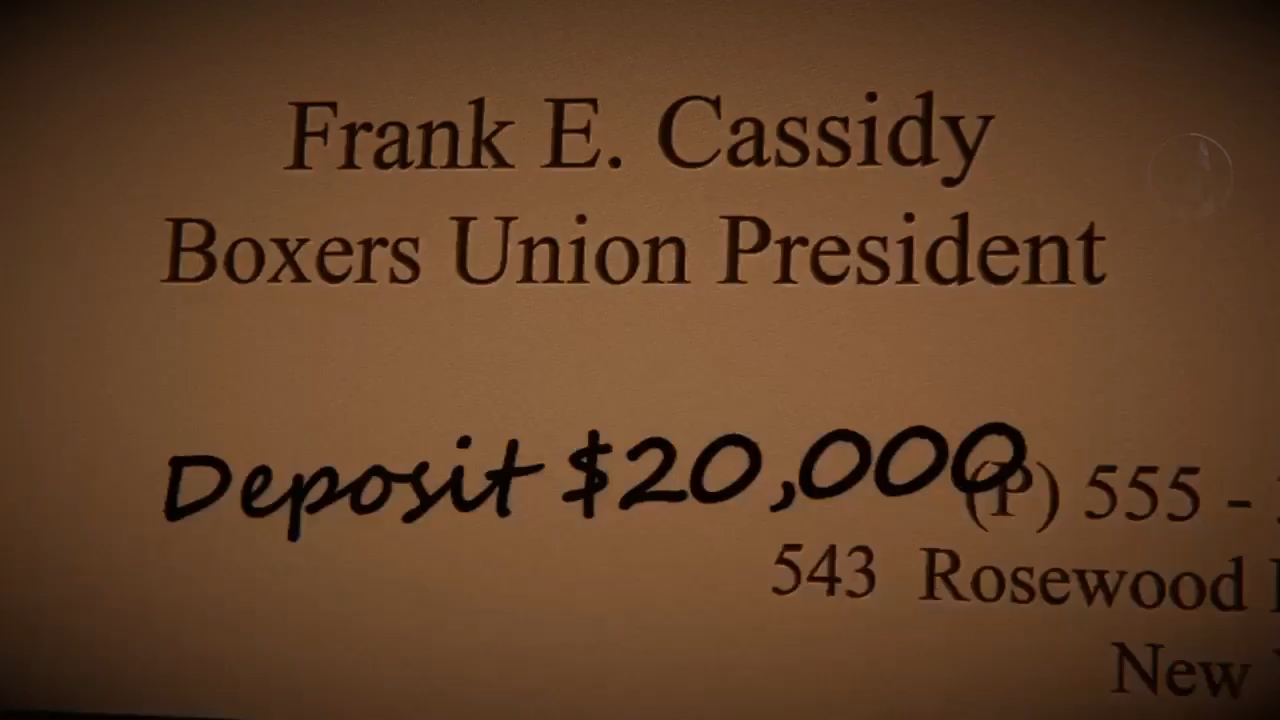 Frank E. Cassidy
Boxers Union President
Deposit $20,000
(P) 555 -
543 Rosewood
New